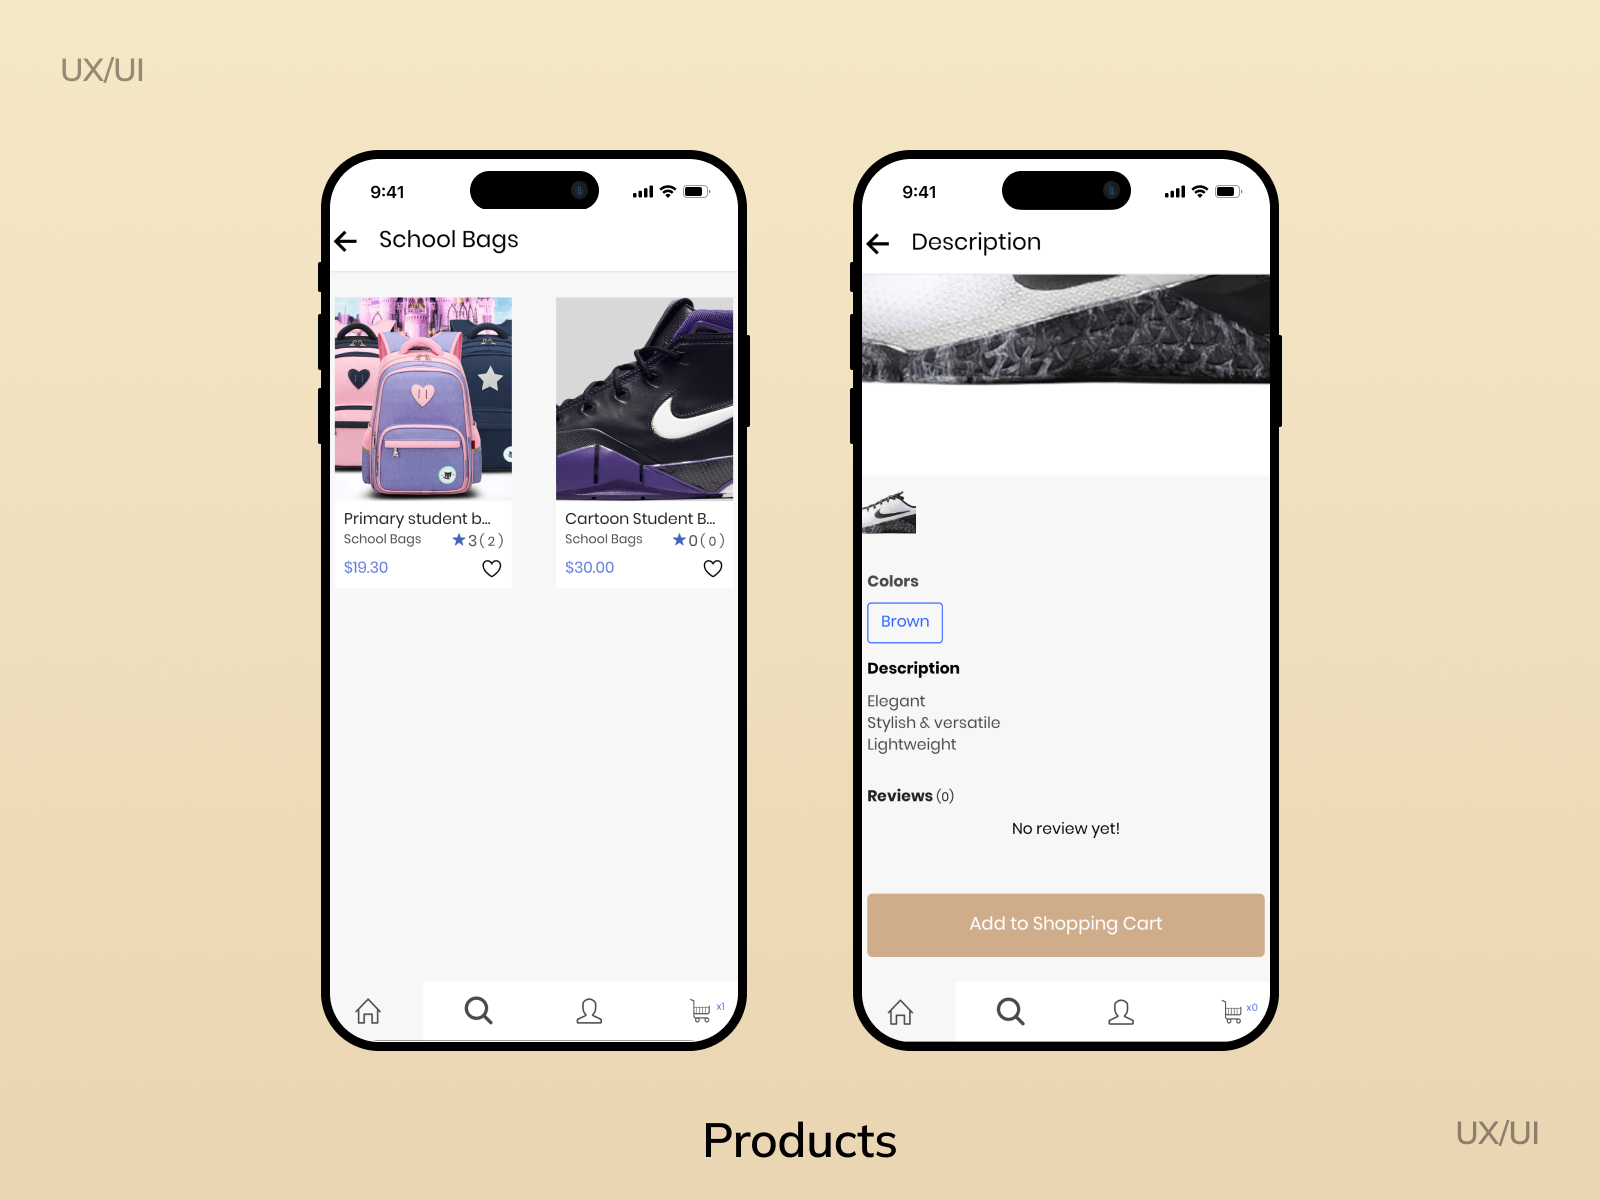 UX/UI
9:41
School Bags
Primary student b...
School Bags
3 ( 2 )
$19.30
Cartoon Student B...
School Bags
0 ( 0 )
$30.00
x1
9:41
Description
Colors
Brown
Description
Elegant
Stylish & versatile
Lightweight
Reviews (0)
No review yet!
Add to Shopping Cart
x0
Products
UX/UI